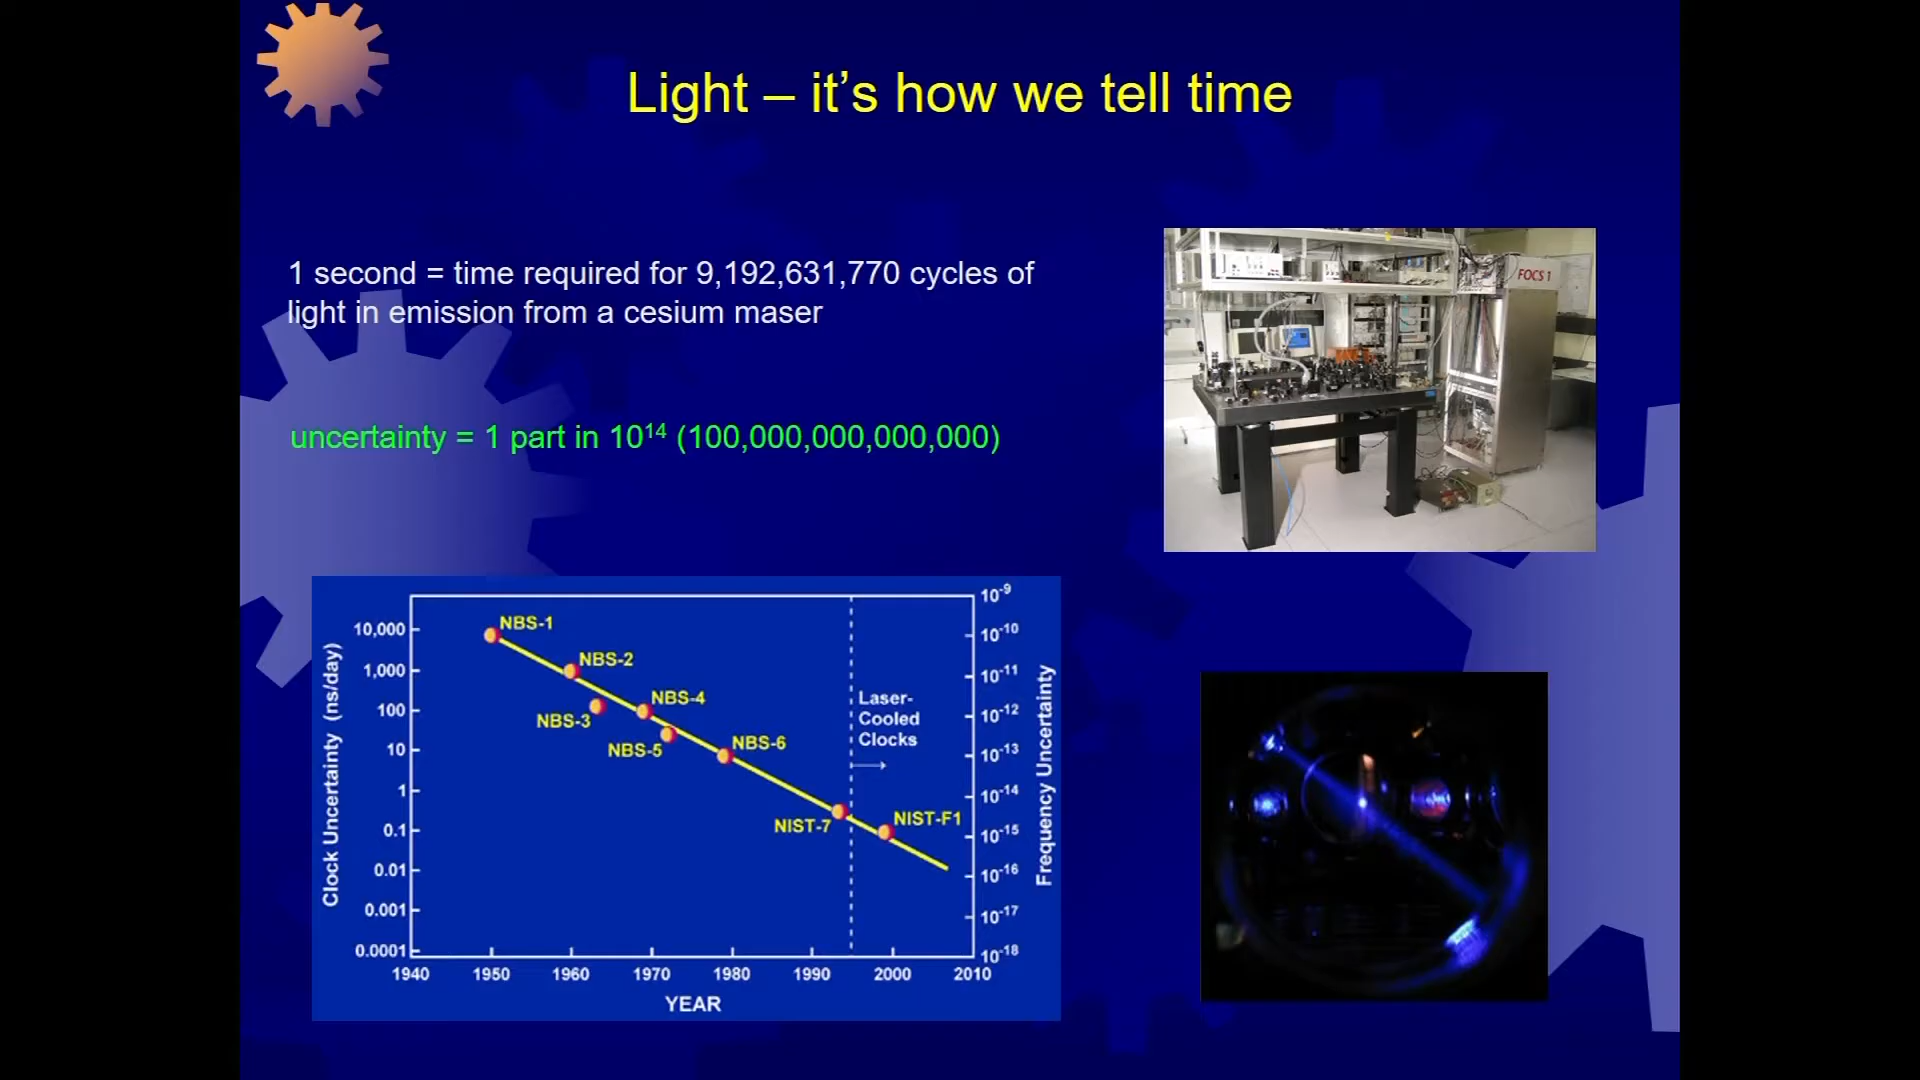 Light – it's how we tell time
1 second = time required for 9,192,631,770 cycles of
light in emission from a cesium maser
FOCS 1
uncertainty = 1 part in 10¹⁴ (100,000,000,000,000)
Clock Uncertainty (ns/day)
10,000
1,000
100
10
1
0.1
0.01
0.001
0.0001
NBS-1
NBS-2
NBS-3
NBS-4
NBS-5
NBS-6
NIST-7
NIST-F1
Laser-
Cooled
Clocks
10⁻⁹
10⁻¹⁰
10⁻¹¹
10⁻¹²
10⁻¹³
10⁻¹⁴
10⁻¹⁵
10⁻¹⁶
10⁻¹⁷
10⁻¹⁸
Frequency Uncertainty
1940 1950 1960 1970 1980 1990 2000 2010
YEAR